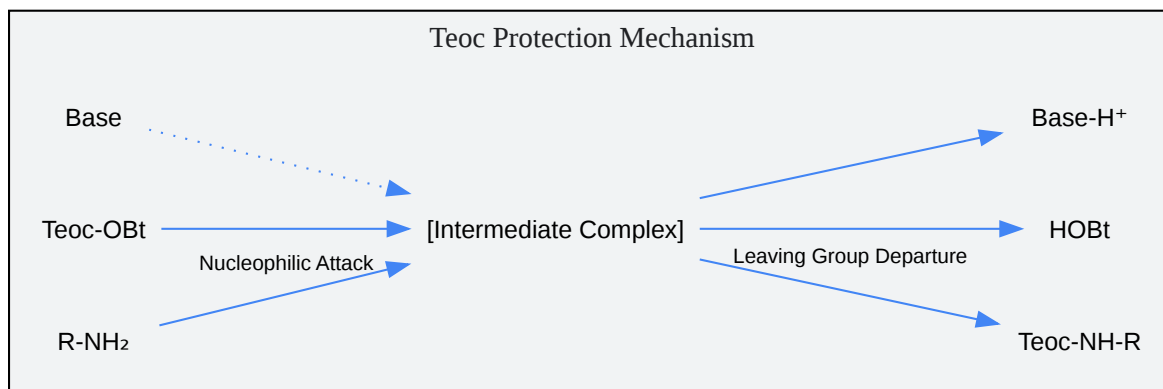 Teoc Protection Mechanism
Base
Base-H⁺
Teoc-OBt
[Intermediate Complex]
HOBt
Nucleophilic Attack
Leaving Group Departure
R-NH₂
Teoc-NH-R